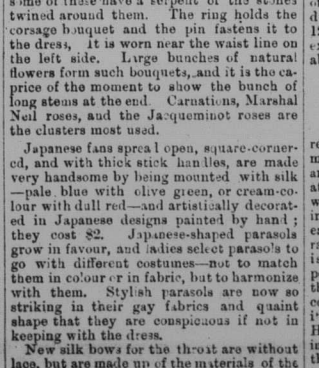 some of these have a serpent of the stones
twined around them. The ring holds the
corsage bouquet and the pin fastens it to
the dress, It is worn near the waist line on
the left side. Large bunches of natural
flowers form such bouquets, and it is the ca-
price of the moment to show the bunch of
long stems at the end. Carnations, Marshal
Neil roses, and the Jacqueminot roses are
the clusters most used.
Japanese fans spread open, square-corner-
ed, and with thick stick handles, are made
very handsome by being mounted with silk
—pale blue with olive green, or cream-co-
lour with dull red—and artistically decorat-
ed in Japanese designs painted by hand;
they cost $2. Japanese-shaped parasols
grow in favour, and ladies select parasols to
go with different costumes—not to match
them in colour or in fabric, but to harmonize
with them. Stylish parasols are now so
striking in their gay fabrics and quaint
shape that they are conspicuous if not in
keeping with the dress.
New silk bows for the throat are without
lace, but are made up of the materials of the